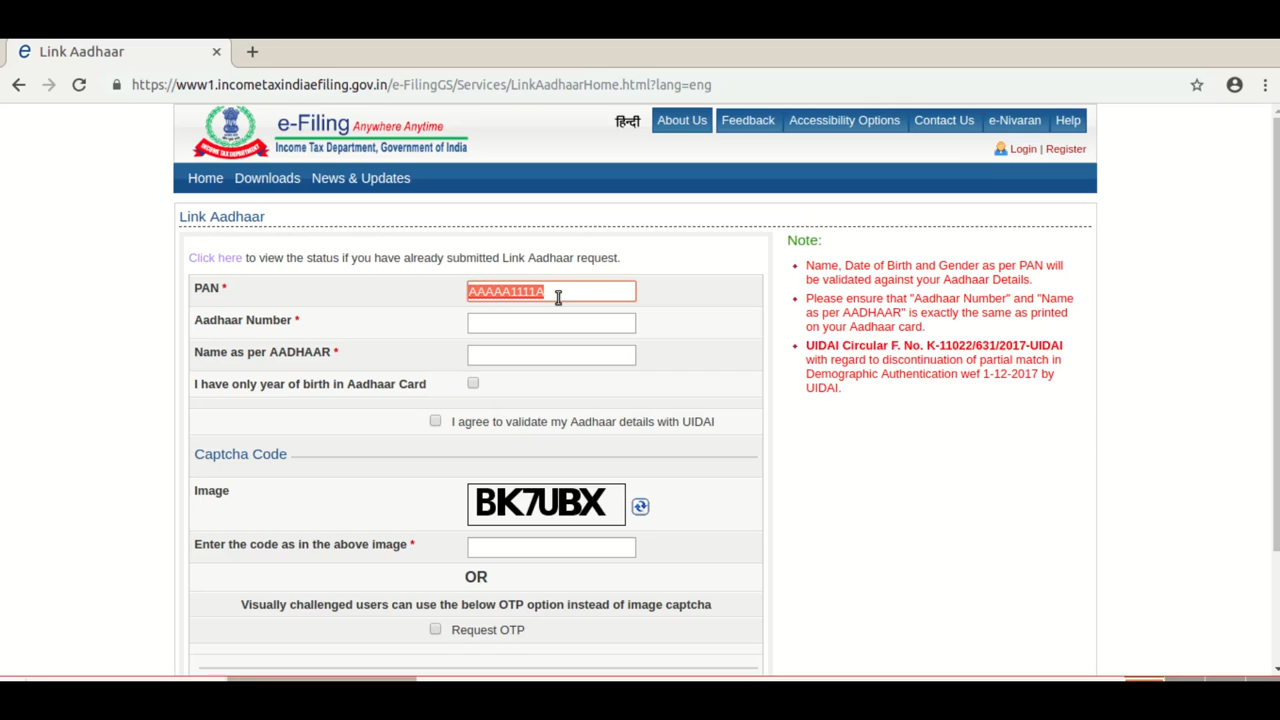 Link Aadhaar
https://www1.incometaxindiaefiling.gov.in/e-FilingGS/Services/LinkAadhaarHome.html?lang=eng
e-Filing Anywhere Anytime
Income Tax Department, Government of India
INCOME TAX DEPARTMENT
हिन्दी About Us Feedback Accessibility Options Contact Us e-Nivaran Help
Login | Register
Home Downloads News & Updates
Link Aadhaar
Click here to view the status if you have already submitted Link Aadhaar request.
PAN * AAAAA1111A
Aadhaar Number *
Name as per AADHAAR *
I have only year of birth in Aadhaar Card
I agree to validate my Aadhaar details with UIDAI
Captcha Code
Image BK7UBX
Enter the code as in the above image *
OR
Visually challenged users can use the below OTP option instead of image captcha
Request OTP
Note:
Name, Date of Birth and Gender as per PAN will
be validated against your Aadhaar Details.
Please ensure that "Aadhaar Number" and "Name
as per AADHAAR" is exactly the same as printed
on your Aadhaar card.
UIDAI Circular F. No. K-11022/631/2017-UIDAI
with regard to discontinuation of partial match in
Demographic Authentication wef 1-12-2017 by
UIDAI.